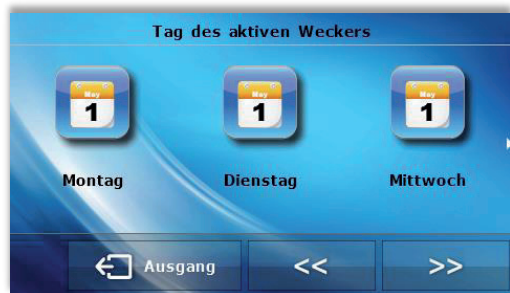 Tag des aktiven Weckers
May May May
1 1 1
Montag Dienstag Mittwoch
Ausgang << >>